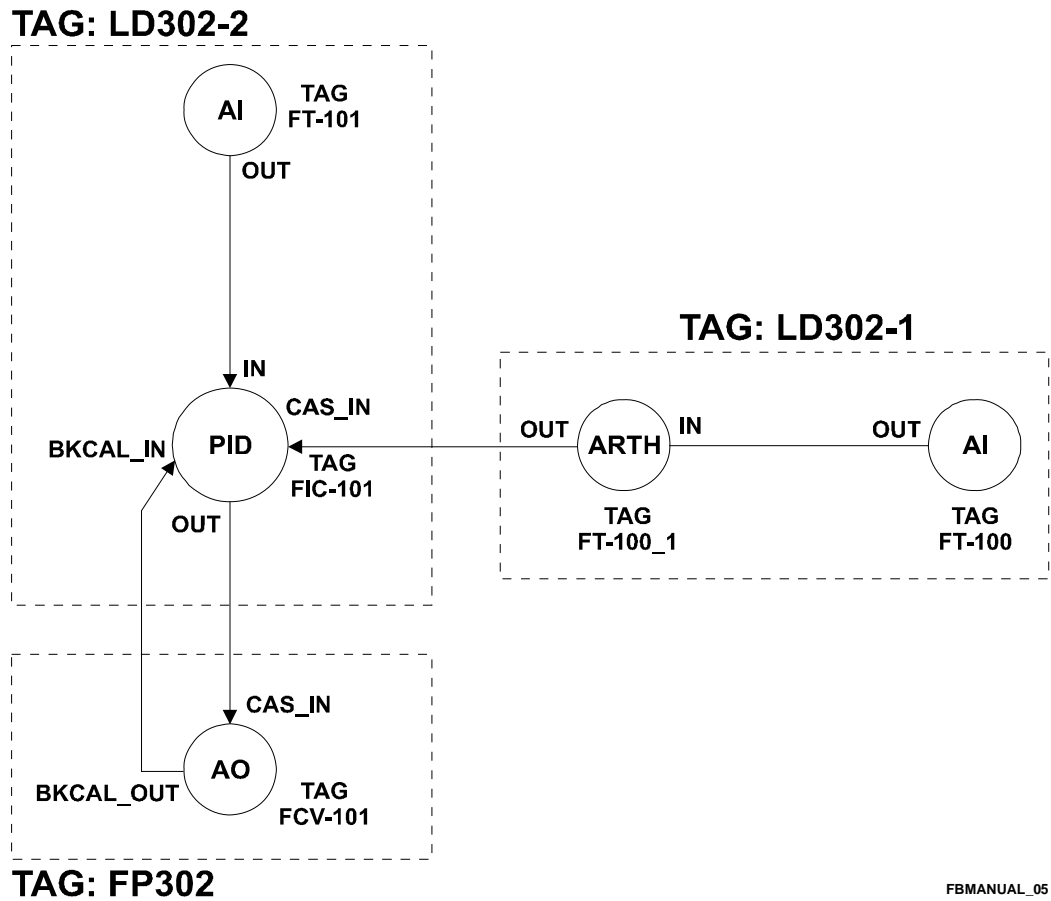 TAG: LD302-2
AI
TAG
FT-101
OUT
IN
CAS_IN
BKCAL_IN
PID
TAG
FIC-101
OUT
TAG: LD302-1
OUT
ARTH
IN
OUT
AI
TAG
FT-100_1
TAG
FT-100
CAS_IN
AO
BKCAL_OUT
TAG
FCV-101
TAG: FP302
FBMANUAL_05